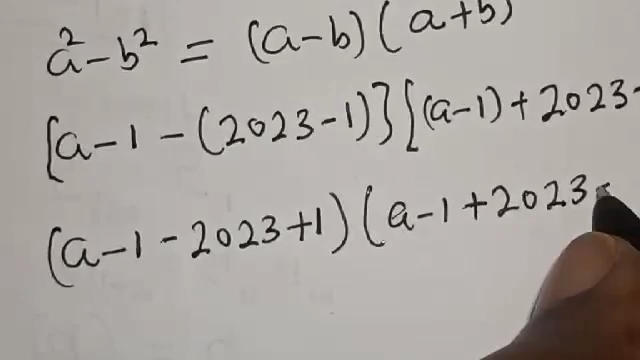 a² - b² = (a-b)(a+b)
[a-1-(2023-1)}[(a-1)+2023-
(a-1-2023+1)(a-1+2023